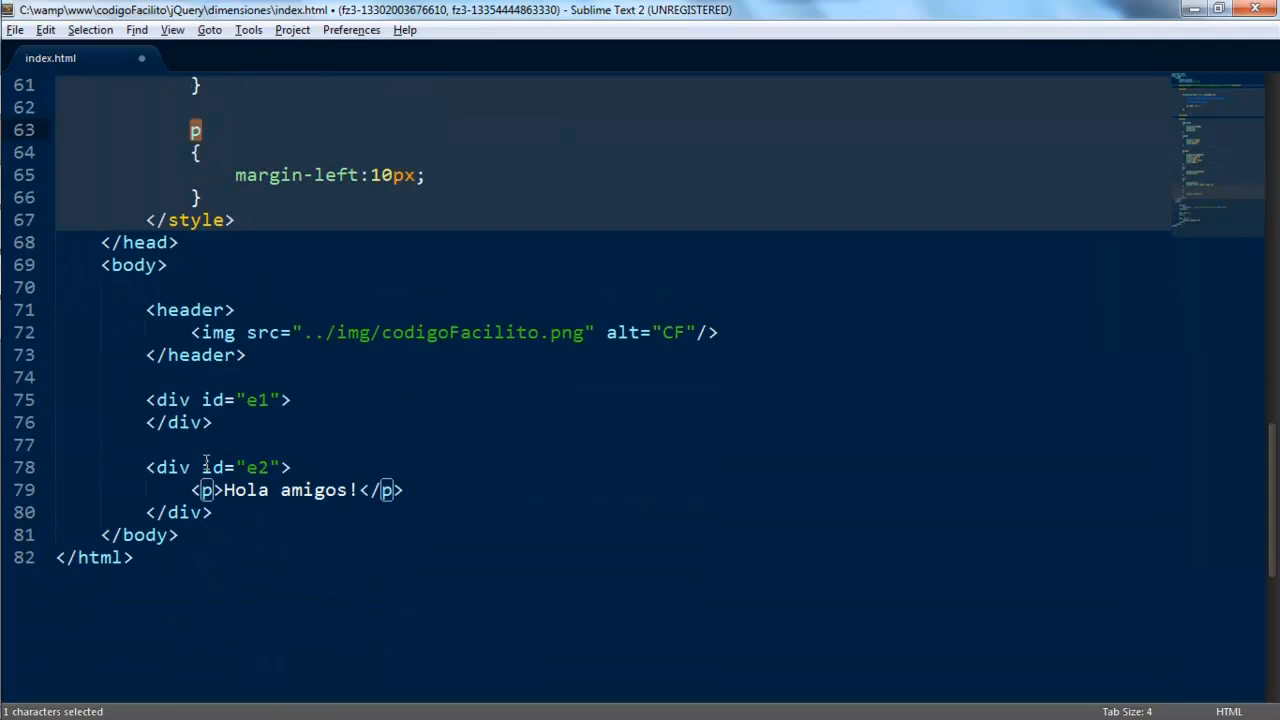 C:\wamp\www\codigoFacilito\jQuery\dimensiones\index.html • (fz3-13302003676610, fz3-13354444863330) - Sublime Text 2 (UNREGISTERED)
File Edit Selection Find View Goto Tools Project Preferences Help
index.html
61 }
62
63 p
64 {
65 margin-left:10px;
66 }
67 </style>
68 </head>
69 <body>
70
71 <header>
72 <img src="../img/codigoFacilito.png" alt="CF"/>
73 </header>
74
75 <div id="e1">
76 </div>
77
78 <div id="e2">
79 <p>Hola amigos!</p>
80 </div>
81 </body>
82 </html>
1 characters selected Tab Size: 4 HTML